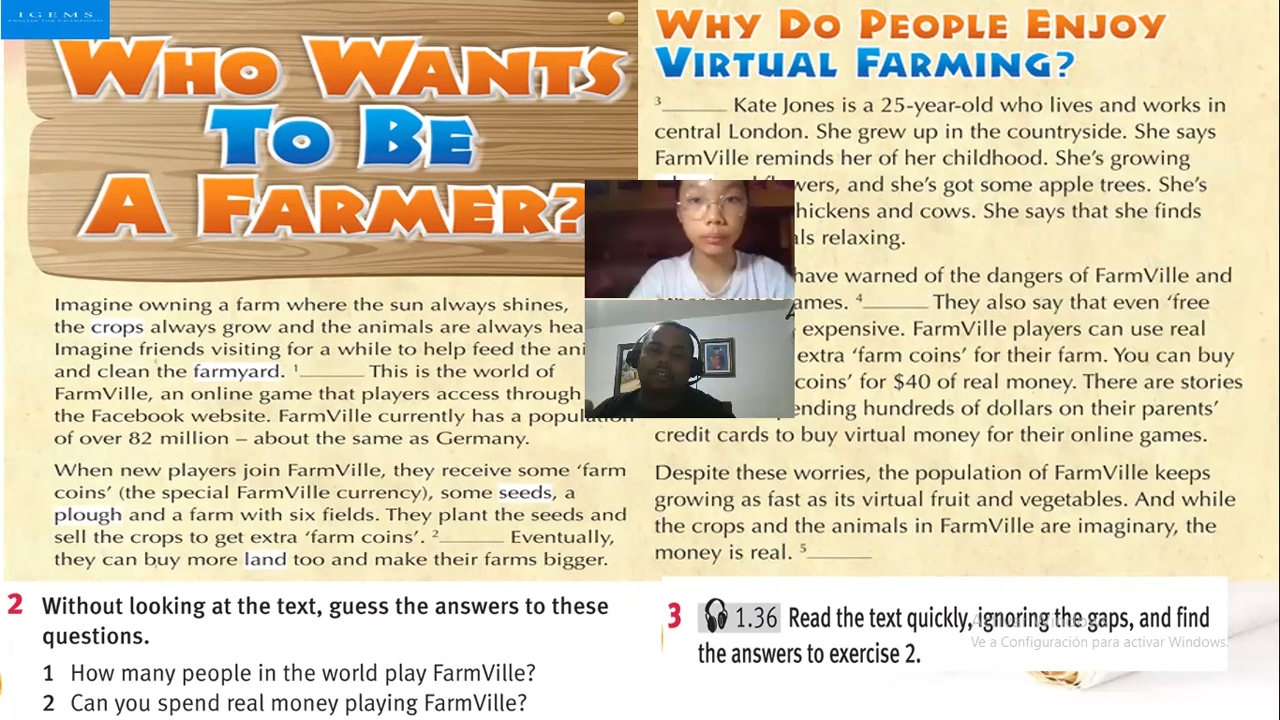 IGEMS
WHO WANTS
TO BE
A FARMER?
Imagine owning a farm where the sun always shines,
the crops always grow and the animals are always hea
Imagine friends visiting for a while to help feed the ani
and clean the farmyard. 1______ This is the world of
FarmVille, an online game that players access through
the Facebook website. FarmVille currently has a population
of over 82 million – about the same as Germany.
When new players join FarmVille, they receive some ‘farm
coins’ (the special FarmVille currency), some seeds, a
plough and a farm with six fields. They plant the seeds and
sell the crops to get extra ‘farm coins’. 2______ Eventually,
they can buy more land too and make their farms bigger.
2 Without looking at the text, guess the answers to these
questions.
1 How many people in the world play FarmVille?
2 Can you spend real money playing FarmVille?
WHY DO PEOPLE ENJOY
VIRTUAL FARMING?
3______ Kate Jones is a 25-year-old who lives and works in
central London. She grew up in the countryside. She says
FarmVille reminds her of her childhood. She’s growing
wers, and she’s got some apple trees. She’s
hickens and cows. She says that she finds
als relaxing.
have warned of the dangers of FarmVille and
ames. 4______ They also say that even ‘free
expensive. FarmVille players can use real
extra ‘farm coins’ for their farm. You can buy
coins’ for $40 of real money. There are stories
ending hundreds of dollars on their parents’
credit cards to buy virtual money for their online games.
Despite these worries, the population of FarmVille keeps
growing as fast as its virtual fruit and vegetables. And while
the crops and the animals in FarmVille are imaginary, the
money is real. 5______
3 1.36 Read the text quickly, ignoring the gaps, and find
the answers to exercise 2.
Ve a Configuración para activar Windows.